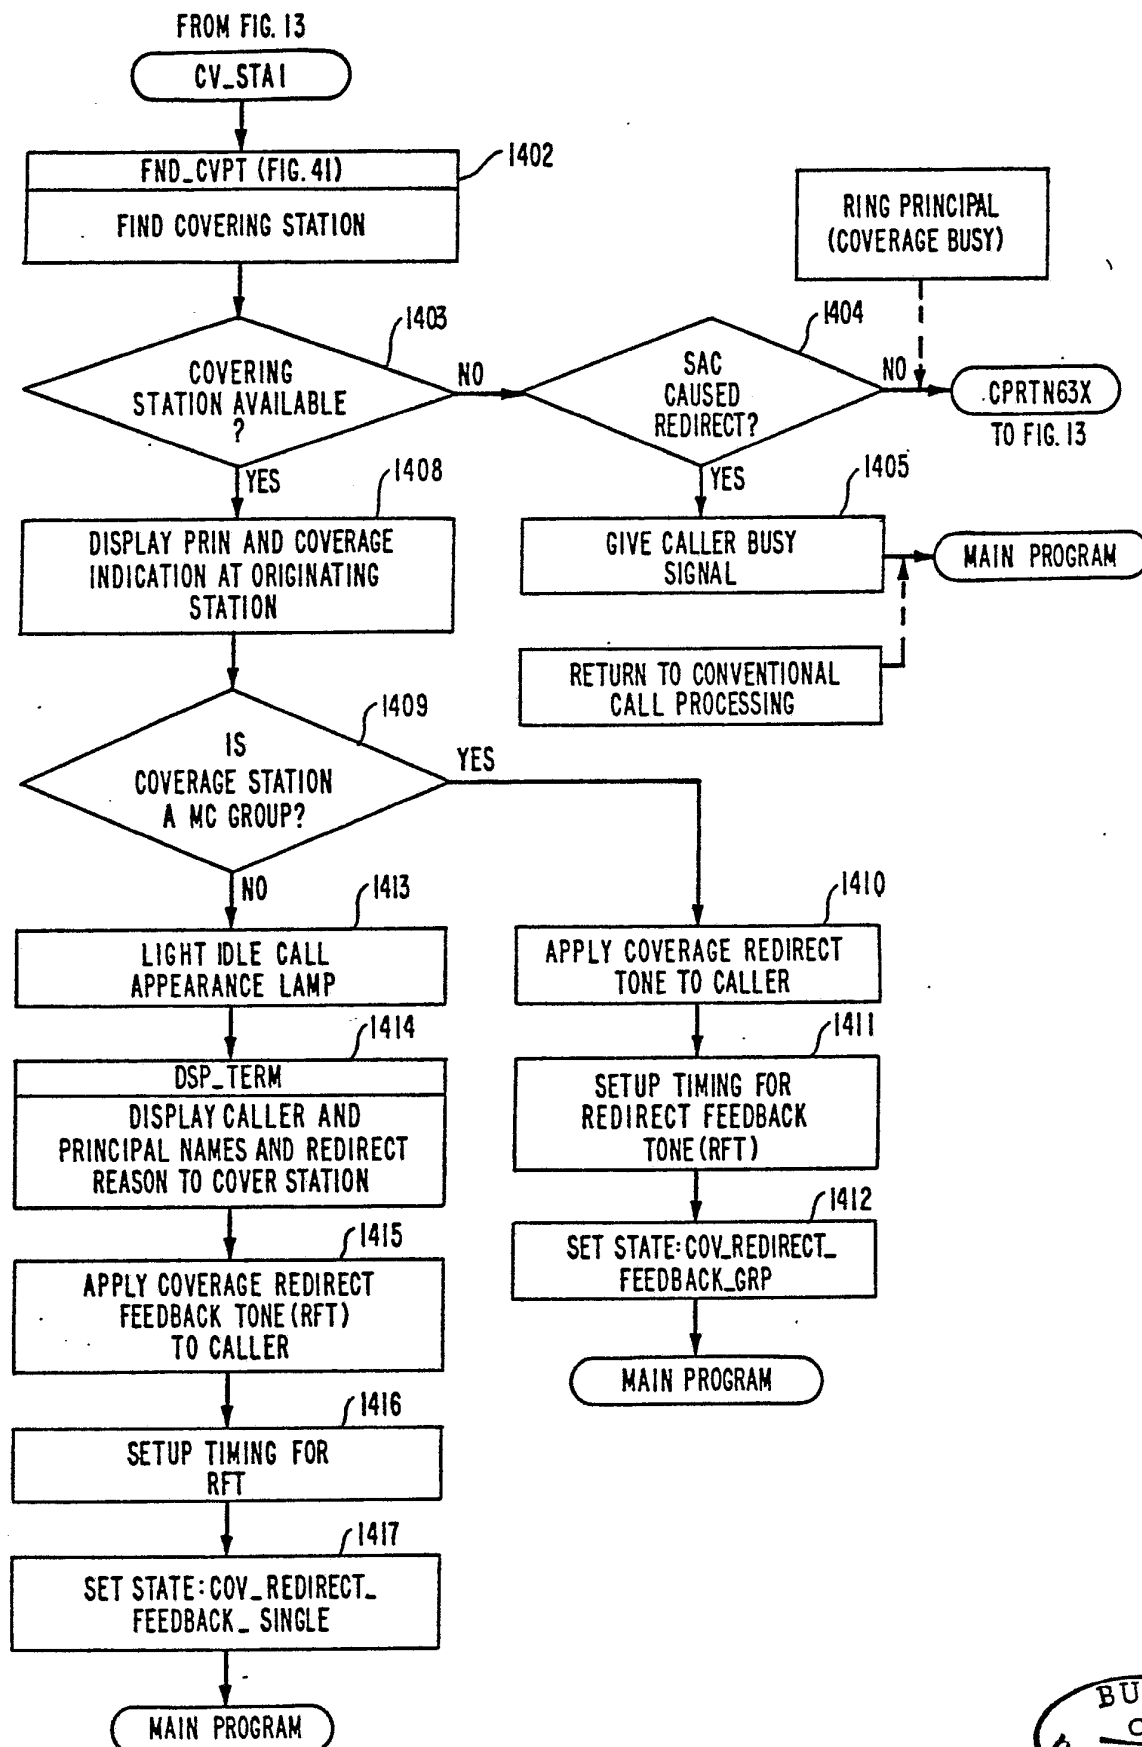 FROM FIG. 13
CV_STA1
1402
FND_CVPT (FIG. 41)
FIND COVERING STATION
RING PRINCIPAL
(COVERAGE BUSY)
1403
COVERING
STATION AVAILABLE
?
NO
YES
1404
SAC
CAUSED
REDIRECT?
NO
YES
CPRTN63X
TO FIG. 13
1408
DISPLAY PRIN AND COVERAGE
INDICATION AT ORIGINATING
STATION
1405
GIVE CALLER BUSY
SIGNAL
MAIN PROGRAM
RETURN TO CONVENTIONAL
CALL PROCESSING
1409
IS
COVERAGE STATION
A MC GROUP?
YES
NO
1413
LIGHT IDLE CALL
APPEARANCE LAMP
1414
DSP_TERM
DISPLAY CALLER AND
PRINCIPAL NAMES AND REDIRECT
REASON TO COVER STATION
1415
APPLY COVERAGE REDIRECT
FEEDBACK TONE (RFT)
TO CALLER
1416
SETUP TIMING FOR
RFT
1417
SET STATE: COV_REDIRECT_
FEEDBACK_SINGLE
MAIN PROGRAM
1410
APPLY COVERAGE REDIRECT
TONE TO CALLER
1411
SETUP TIMING FOR
REDIRECT FEEDBACK
TONE (RFT)
1412
SET STATE: COV_REDIRECT_
FEEDBACK_GRP
MAIN PROGRAM
BU